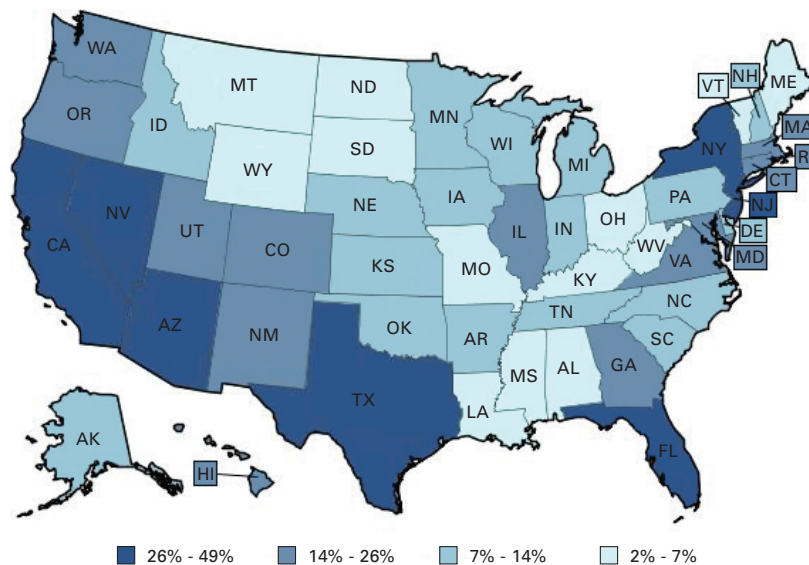 WA
MT
ND
MN
VT
NH
ME
OR
ID
WY
SD
WI
MI
NY
MA
R
CT
NV
UT
CO
NE
IA
IL
IN
OH
PA
NJ
DE
MD
CA
KS
MO
WV
VA
KY
AZ
NM
OK
AR
TN
NC
SC
TX
LA
MS
AL
GA
FL
AK
HI
26% - 49%
14% - 26%
7% - 14%
2% - 7%